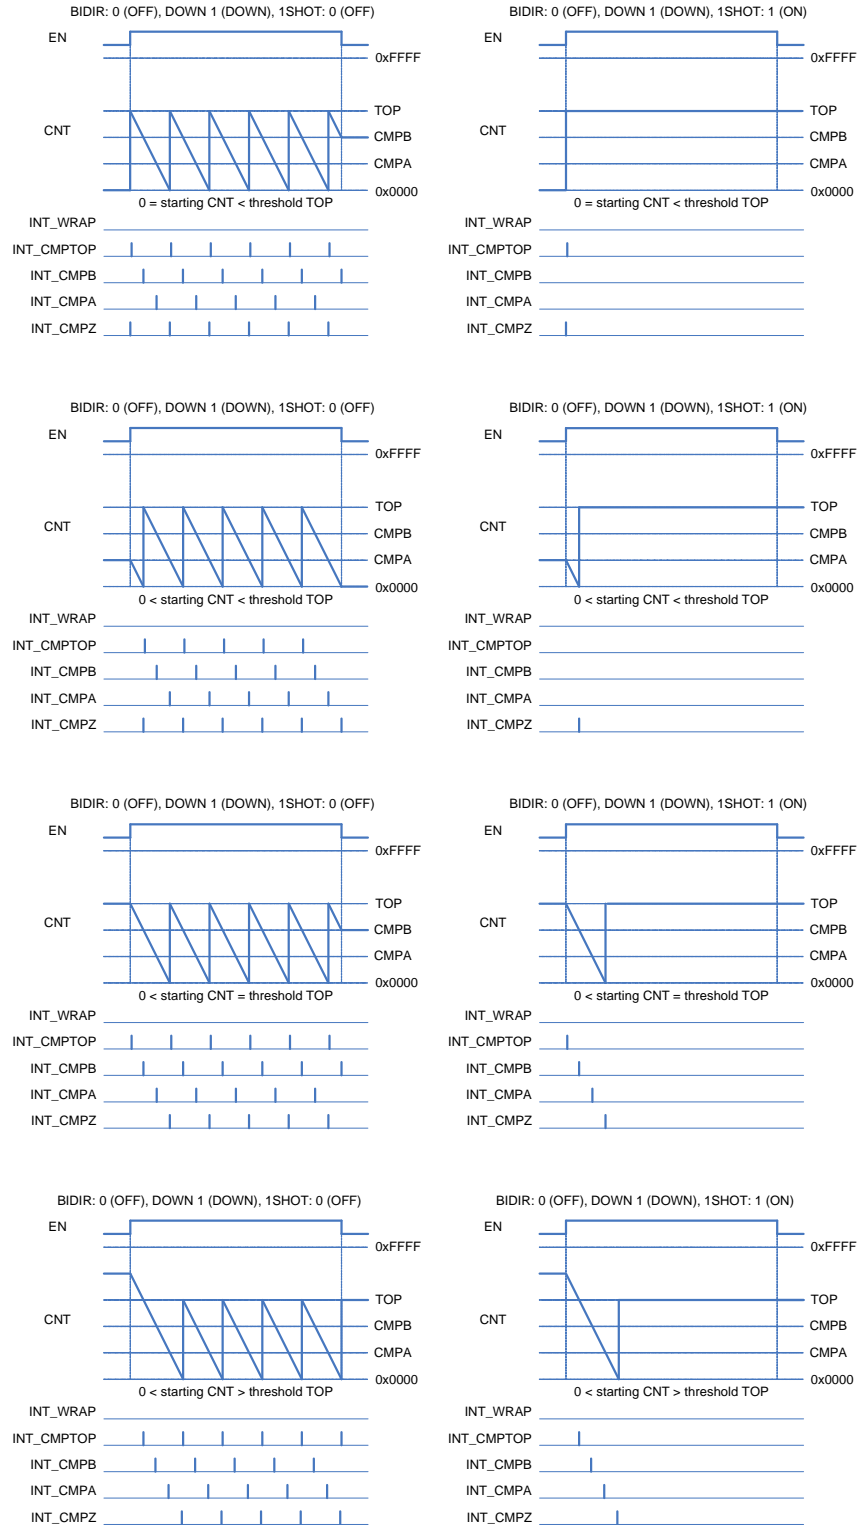 BIDIR: 0 (OFF), DOWN 1 (DOWN), 1SHOT: 0 (OFF)
EN
0xFFFF
TOP
CNT
CMPB
CMPA
0x0000
0 = starting CNT < threshold TOP
INT_WRAP
INT_CMPTOP
INT_CMPB
INT_CMPA
INT_CMPZ
BIDIR: 0 (OFF), DOWN 1 (DOWN), 1SHOT: 1 (ON)
EN
0xFFFF
TOP
CNT
CMPB
CMPA
0x0000
0 = starting CNT < threshold TOP
INT_WRAP
INT_CMPTOP
INT_CMPB
INT_CMPA
INT_CMPZ
BIDIR: 0 (OFF), DOWN 1 (DOWN), 1SHOT: 0 (OFF)
EN
0xFFFF
TOP
CNT
CMPB
CMPA
0x0000
0 < starting CNT < threshold TOP
INT_WRAP
INT_CMPTOP
INT_CMPB
INT_CMPA
INT_CMPZ
BIDIR: 0 (OFF), DOWN 1 (DOWN), 1SHOT: 1 (ON)
EN
0xFFFF
TOP
CNT
CMPB
CMPA
0x0000
0 < starting CNT < threshold TOP
INT_WRAP
INT_CMPTOP
INT_CMPB
INT_CMPA
INT_CMPZ
BIDIR: 0 (OFF), DOWN 1 (DOWN), 1SHOT: 0 (OFF)
EN
0xFFFF
TOP
CNT
CMPB
CMPA
0x0000
0 < starting CNT = threshold TOP
INT_WRAP
INT_CMPTOP
INT_CMPB
INT_CMPA
INT_CMPZ
BIDIR: 0 (OFF), DOWN 1 (DOWN), 1SHOT: 1 (ON)
EN
0xFFFF
TOP
CNT
CMPB
CMPA
0x0000
0 < starting CNT = threshold TOP
INT_WRAP
INT_CMPTOP
INT_CMPB
INT_CMPA
INT_CMPZ
BIDIR: 0 (OFF), DOWN 1 (DOWN), 1SHOT: 0 (OFF)
EN
0xFFFF
TOP
CNT
CMPB
CMPA
0x0000
0 < starting CNT > threshold TOP
INT_WRAP
INT_CMPTOP
INT_CMPB
INT_CMPA
INT_CMPZ
BIDIR: 0 (OFF), DOWN 1 (DOWN), 1SHOT: 1 (ON)
EN
0xFFFF
TOP
CNT
CMPB
CMPA
0x0000
0 < starting CNT > threshold TOP
INT_WRAP
INT_CMPTOP
INT_CMPB
INT_CMPA
INT_CMPZ